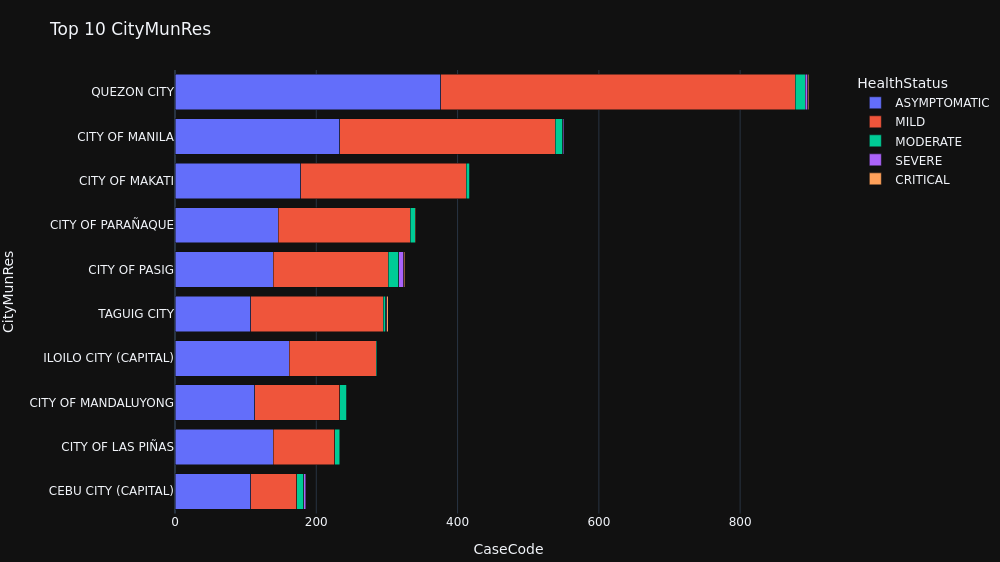 Top 10 CityMunRes
HealthStatus
ASYMPTOMATIC
MILD
MODERATE
SEVERE
CRITICAL
CityMunRes
QUEZON CITY
CITY OF MANILA
CITY OF MAKATI
CITY OF PARAÑAQUE
CITY OF PASIG
TAGUIG CITY
ILOILO CITY (CAPITAL)
CITY OF MANDALUYONG
CITY OF LAS PIÑAS
CEBU CITY (CAPITAL)
0 200 400 600 800
CaseCode